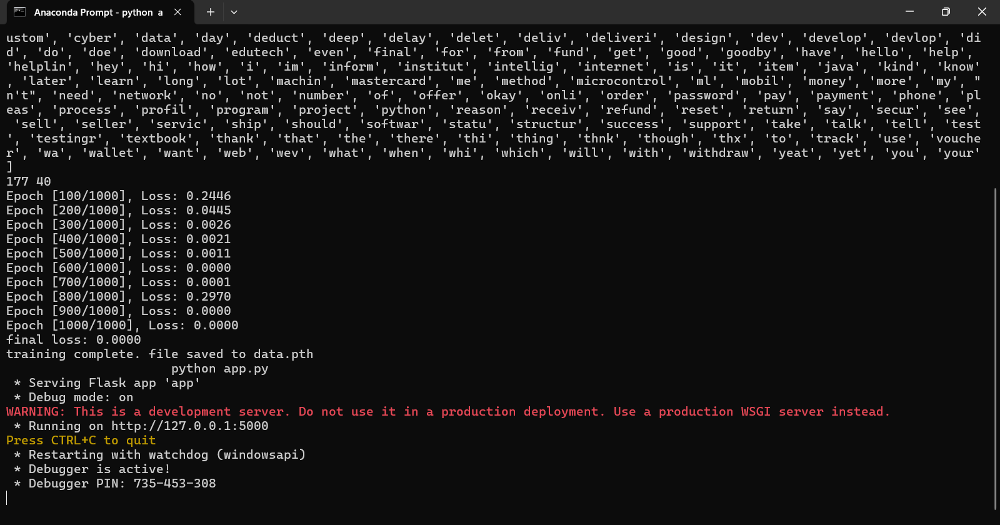 Anaconda Prompt - python a
ustom', 'cyber', 'data', 'day', 'deduct', 'deep', 'delay', 'delet', 'deliv', 'deliveri', 'design', 'dev', 'develop', 'devlop', 'di
d', 'do', 'doe', 'download', 'edutech', 'even', 'final', 'for', 'from', 'fund', 'get', 'good', 'goodby', 'have', 'hello', 'help',
'helplin', 'hey', 'hi', 'how', 'i', 'im', 'inform', 'institut', 'intellig', 'internet', 'is', 'it', 'item', 'java', 'kind', 'know'
, 'later', 'learn', 'long', 'lot', 'machin', 'mastercard', 'me', 'method', 'microcontrol', 'ml', 'mobil', 'money', 'more', 'my', "
n't", 'need', 'network', 'no', 'not', 'number', 'of', 'offer', 'okay', 'onli', 'order', 'password', 'pay', 'payment', 'phone', 'pl
eas', 'process', 'profil', 'program', 'project', 'python', 'reason', 'receiv', 'refund', 'reset', 'return', 'say', 'secur', 'see',
'sell', 'seller', 'servic', 'ship', 'should', 'softwar', 'statu', 'structur', 'success', 'support', 'take', 'talk', 'tell', 'test
', 'testingr', 'textbook', 'thank', 'that', 'the', 'there', 'thi', 'thing', 'thnk', 'though', 'thx', 'to', 'track', 'use', 'vouche
r', 'wa', 'wallet', 'want', 'web', 'wev', 'what', 'when', 'whi', 'which', 'will', 'with', 'withdraw', 'yeat', 'yet', 'you', 'your'
]
177 40
Epoch [100/1000], Loss: 0.2446
Epoch [200/1000], Loss: 0.0445
Epoch [300/1000], Loss: 0.0026
Epoch [400/1000], Loss: 0.0021
Epoch [500/1000], Loss: 0.0011
Epoch [600/1000], Loss: 0.0000
Epoch [700/1000], Loss: 0.0001
Epoch [800/1000], Loss: 0.2970
Epoch [900/1000], Loss: 0.0000
Epoch [1000/1000], Loss: 0.0000
final loss: 0.0000
training complete. file saved to data.pth
python app.py
* Serving Flask app 'app'
* Debug mode: on
WARNING: This is a development server. Do not use it in a production deployment. Use a production WSGI server instead.
* Running on http://127.0.0.1:5000
Press CTRL+C to quit
* Restarting with watchdog (windowsapi)
* Debugger is active!
* Debugger PIN: 735-453-308